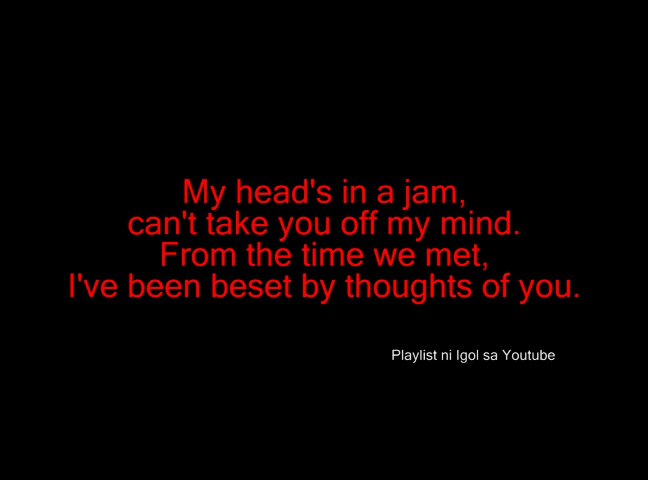 My head's in a jam,
can't take you off my mind.
From the time we met,
I've been beset by thoughts of you.
Playlist ni Igol sa Youtube